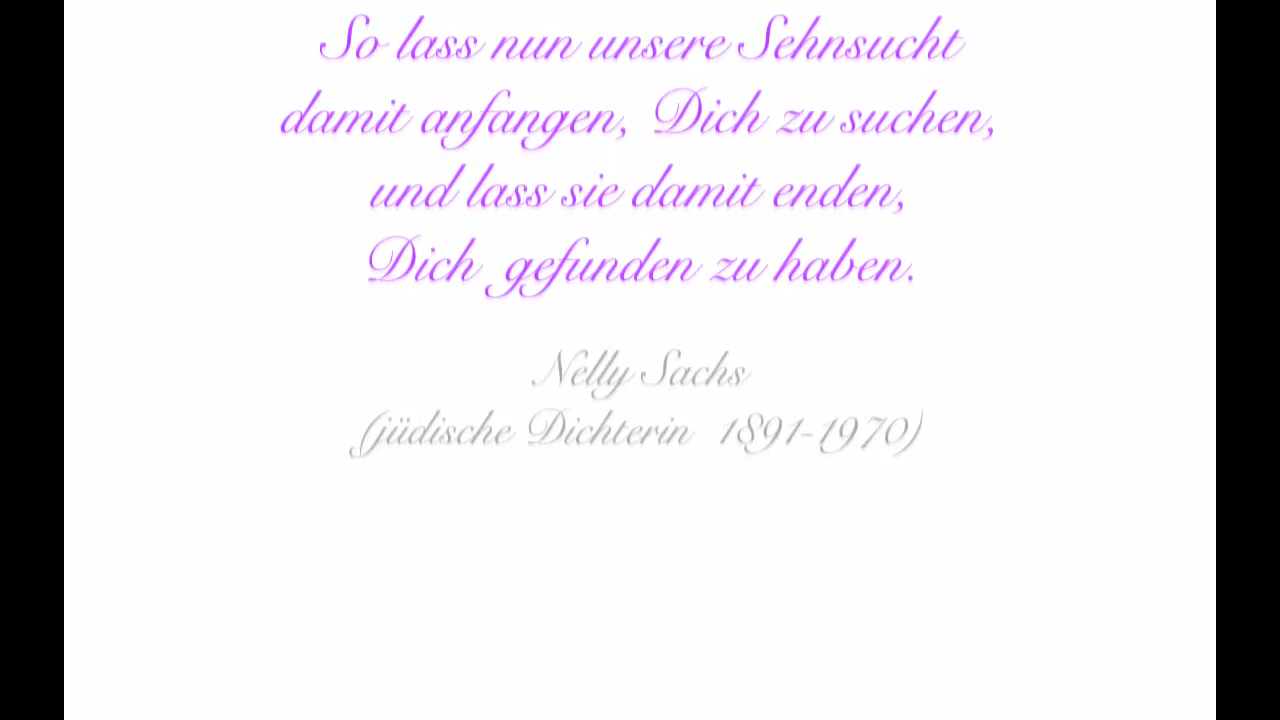 So lass nun unsere Sehnsucht
damit anfangen, Dich zu suchen,
und lass sie damit enden,
Dich gefunden zu haben.
Nelly Sachs
(jüdische Dichterin 1891-1970)